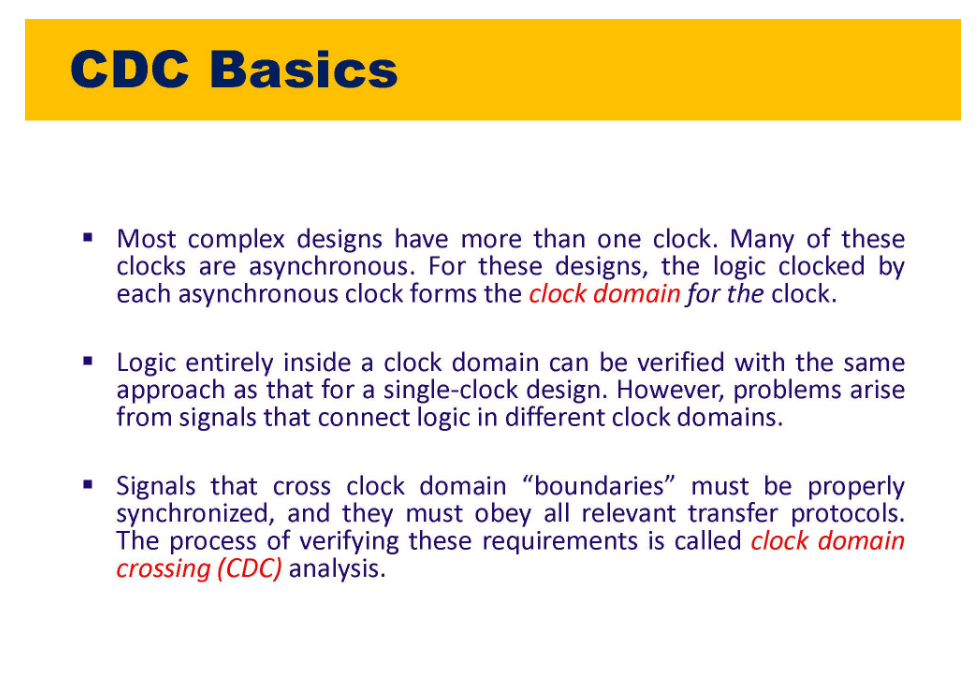 CDC Basics
▪ Most complex designs have more than one clock. Many of these
clocks are asynchronous. For these designs, the logic clocked by
each asynchronous clock forms the clock domain for the clock.
▪ Logic entirely inside a clock domain can be verified with the same
approach as that for a single-clock design. However, problems arise
from signals that connect logic in different clock domains.
▪ Signals that cross clock domain “boundaries” must be properly
synchronized, and they must obey all relevant transfer protocols.
The process of verifying these requirements is called clock domain
crossing (CDC) analysis.